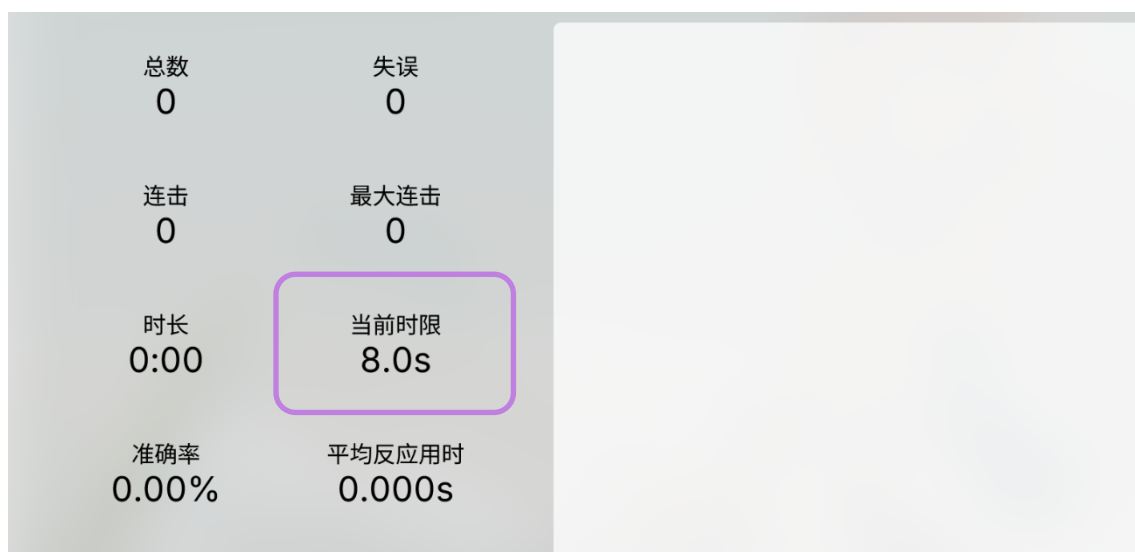 总数
0
失误
0
连击
0
最大连击
0
时长
0:00
当前时限
8.0s
准确率
0.00%
平均反应用时
0.000s